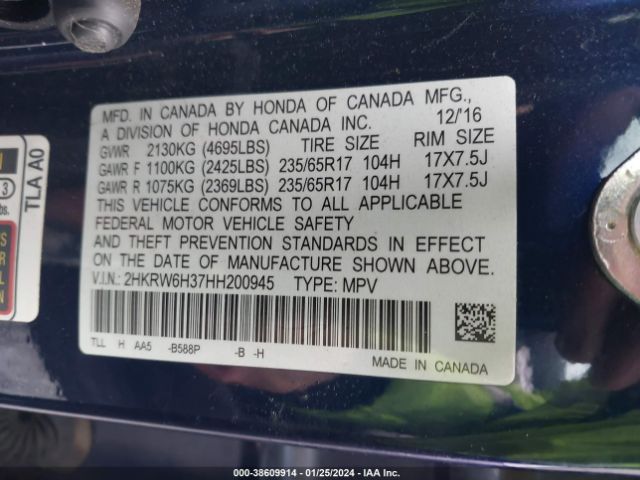 MFD. IN CANADA BY HONDA OF CANADA MFG.,
A DIVISION OF HONDA CANADA INC. 12/'16
GVWR 2130KG (4695LBS) TIRE SIZE RIM SIZE
GAWR F 1100KG (2425LBS) 235/65R17 104H 17X7.5J
GAWR R 1075KG (2369LBS) 235/65R17 104H 17X7.5J
THIS VEHICLE CONFORMS TO ALL APPLICABLE
FEDERAL MOTOR VEHICLE SAFETY
AND THEFT PREVENTION STANDARDS IN EFFECT
ON THE DATE OF MANUFACTURE SHOWN ABOVE.
V.I.N.: 2HKRW6H37HH200945 TYPE: MPV
TLL H AA5 -B588P -B -H
MADE IN CANADA
TLA A0
3
lbs.
000-38609914 - 01/25/2024 - IAA Inc.